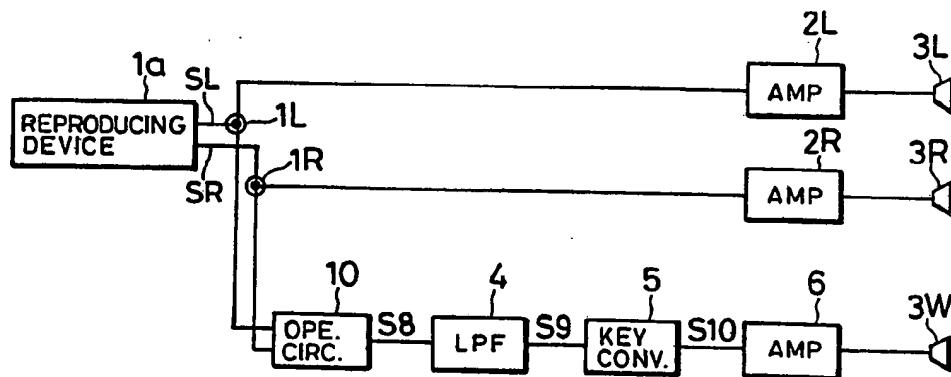 2L
3L
1a
SL
AMP
1L
REPRODUCING
DEVICE
2R
3R
1R
SR
AMP
10
4
5
6
3W
OPE.
CIRC.
S8
LPF
S9
KEY
CONV.
S10
AMP